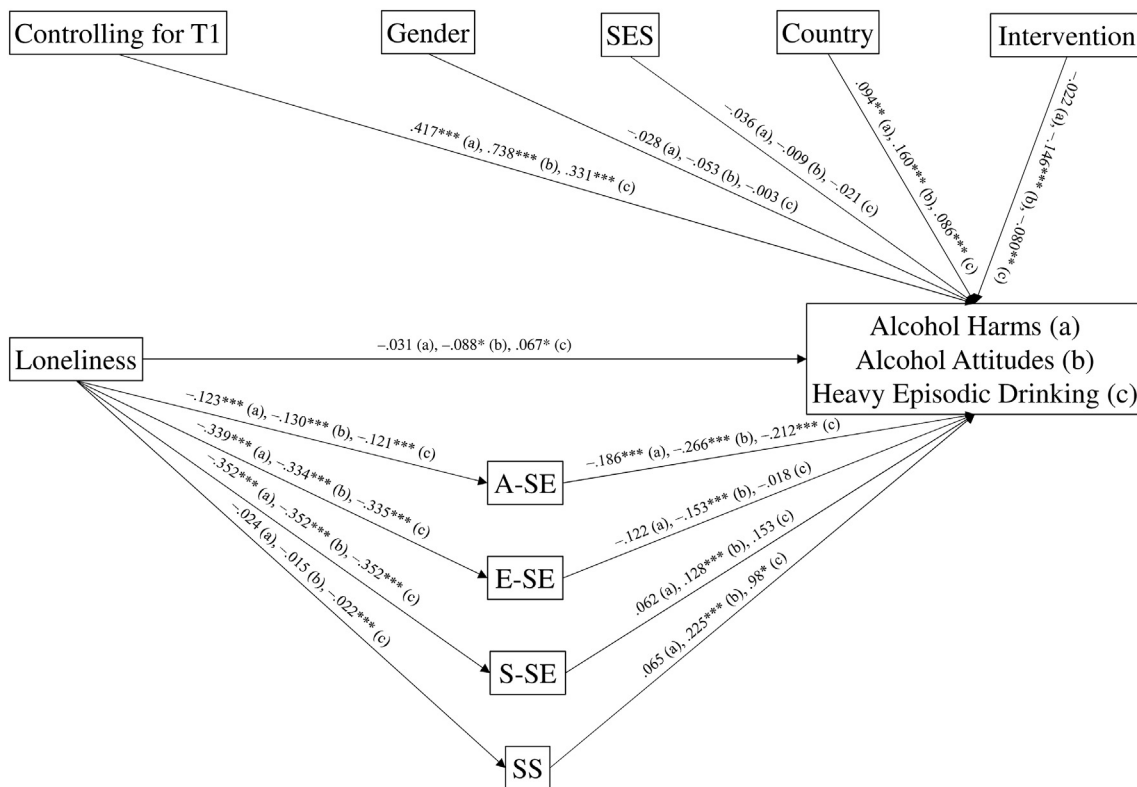 Controlling for T1
Gender
SES
Country
Intervention
.417*** (a), .738*** (b), .331*** (c)
–.028 (a), –.053 (b), –.003 (c)
–.036 (a), –.009 (b), –.021 (c)
.094** (a), .160*** (b), .086*** (c)
–.022 (a), –.146*** (b), –.080** (c)
Alcohol Harms (a)
Alcohol Attitudes (b)
Heavy Episodic Drinking (c)
Loneliness
–.031 (a), –.088* (b), .067* (c)
–.123*** (a), –.130*** (b), –.121*** (c)
–.339*** (a), –.334*** (b), –.335*** (c)
–.352*** (a), –.352*** (b), –.352*** (c)
–.024 (a), –.015 (b), –.022*** (c)
A-SE
–.186*** (a), –.266*** (b), –.212*** (c)
E-SE
–.122 (a), –.153*** (b), –.018 (c)
S-SE
.062 (a), .128*** (b), .153 (c)
SS
.065 (a), .225*** (b), .98* (c)